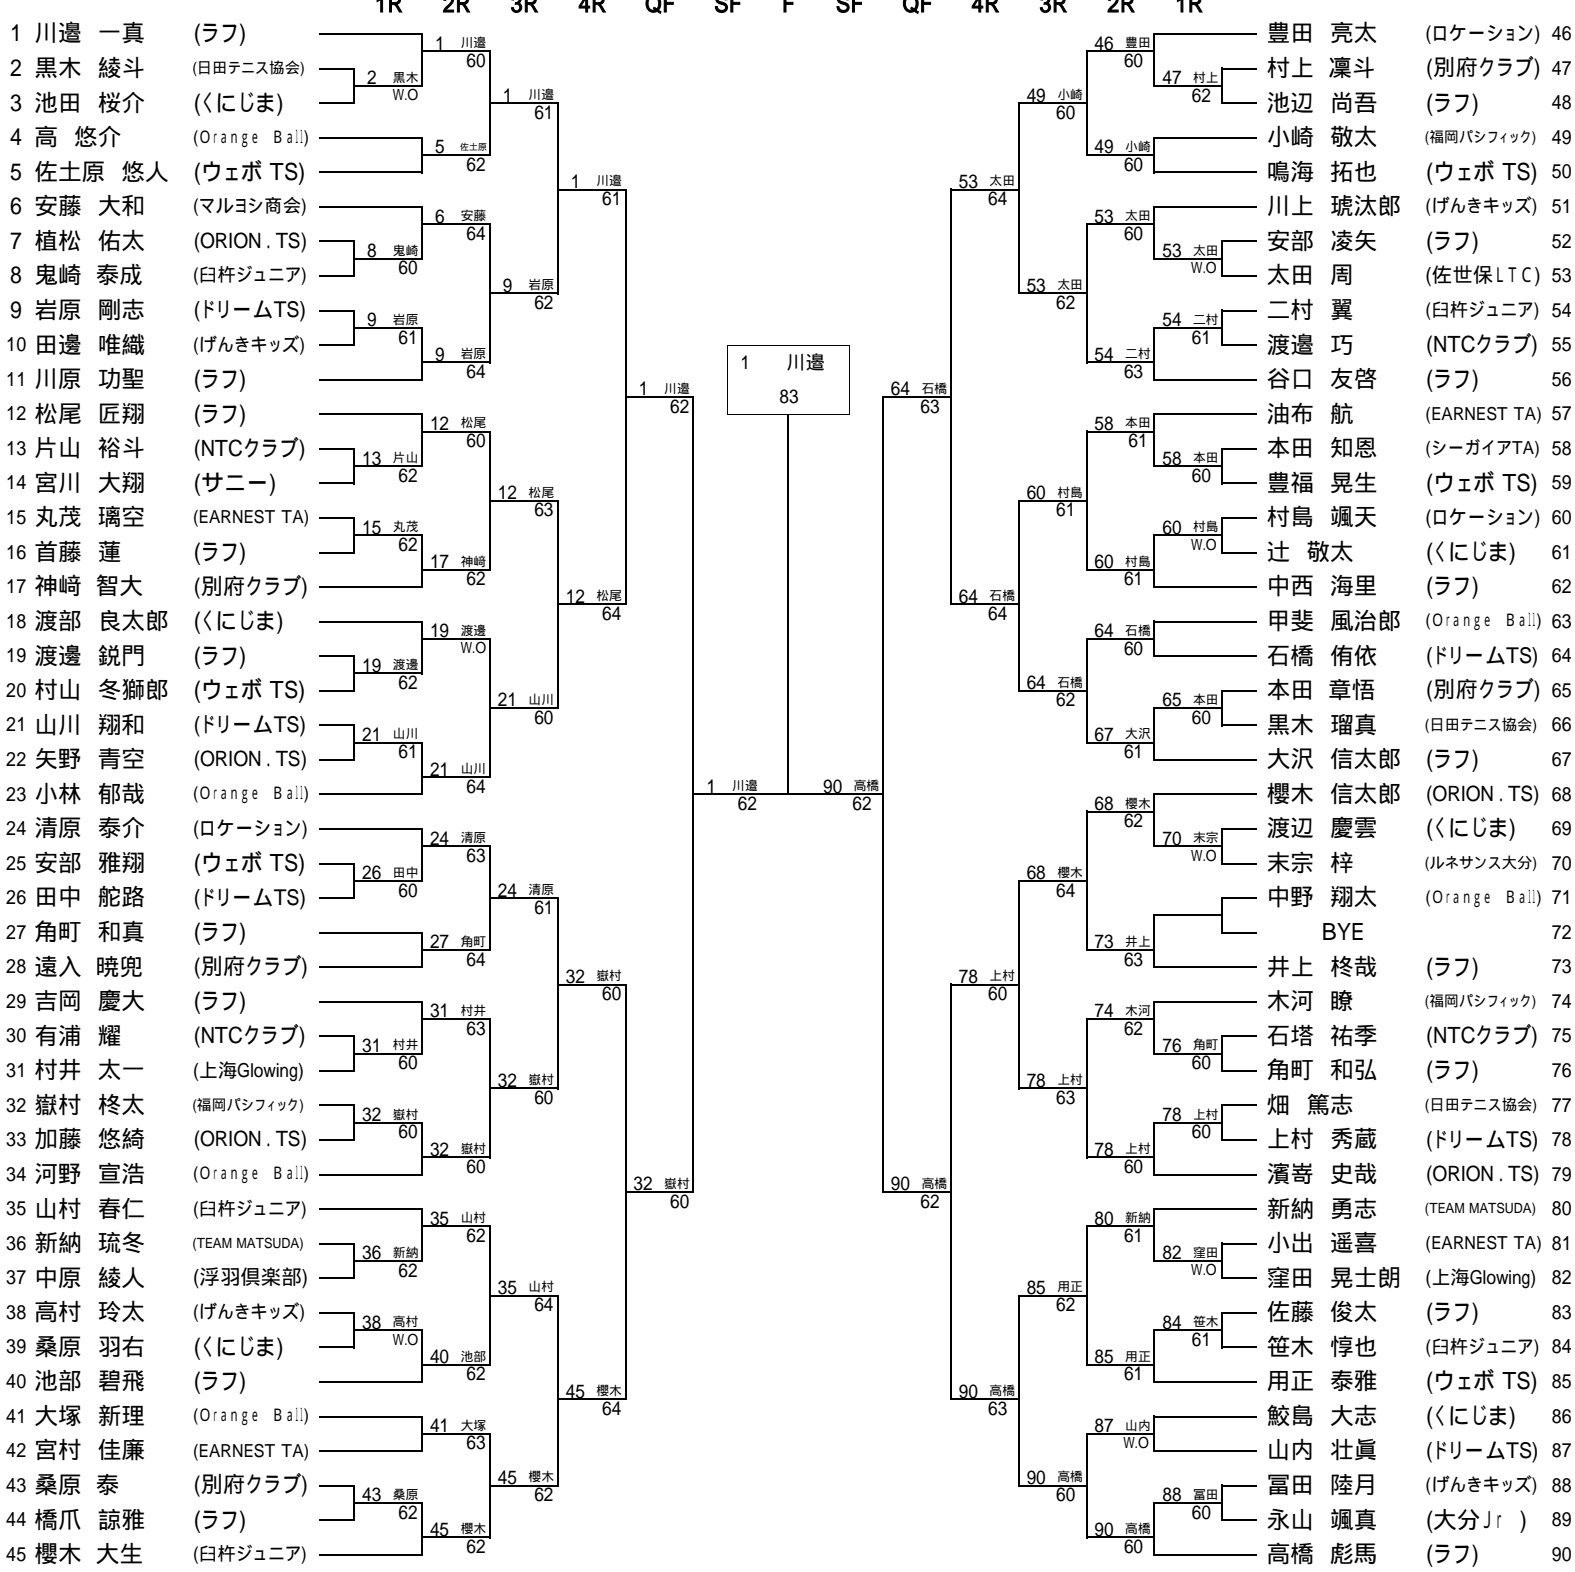 1R 2R 3R 4R QF SF F SF QF 4R 3R 2R 1R
1 川邉 一真 (ラフ)
2 黒木 綾斗 (日田テニス協会)
3 池田 桜介 (くにじま)
4 高 悠介 (Orange Ball)
5 佐土原 悠人 (ウェボ TS)
6 安藤 大和 (マルヨシ商会)
7 植松 佑太 (ORION.TS)
8 鬼崎 泰成 (臼杵ジュニア)
9 岩原 剛志 (ドリームTS)
10 田邊 唯織 (げんきキッズ)
11 川原 功聖 (ラフ)
12 松尾 匠翔 (ラフ)
13 片山 裕斗 (NTCクラブ)
14 宮川 大翔 (サニー)
15 丸茂 璃空 (EARNEST TA)
16 首藤 蓮 (ラフ)
17 神﨑 智大 (別府クラブ)
18 渡部 良太郎 (くにじま)
19 渡邊 鋭門 (ラフ)
20 村山 冬獅郎 (ウェボ TS)
21 山川 翔和 (ドリームTS)
22 矢野 青空 (ORION.TS)
23 小林 郁哉 (Orange Ball)
24 清原 泰介 (ロケーション)
25 安部 雅翔 (ウェボ TS)
26 田中 舵路 (ドリームTS)
27 角町 和真 (ラフ)
28 遠入 暁兜 (別府クラブ)
29 吉岡 慶大 (ラフ)
30 有浦 耀 (NTCクラブ)
31 村井 太一 (上海Glowing)
32 嶽村 柊太 (福岡パシフィック)
33 加藤 悠綺 (ORION.TS)
34 河野 宣浩 (Orange Ball)
35 山村 春仁 (臼杵ジュニア)
36 新納 琉冬 (TEAM MATSUDA)
37 中原 綾人 (浮羽倶楽部)
38 高村 玲太 (げんきキッズ)
39 桑原 羽右 (くにじま)
40 池部 碧飛 (ラフ)
41 大塚 新理 (Orange Ball)
42 宮村 佳廉 (EARNEST TA)
43 桑原 泰 (別府クラブ)
44 橋爪 諒雅 (ラフ)
45 櫻木 大生 (臼杵ジュニア)
2 黒木
W.O
8 鬼崎
60
9 岩原
61
13 片山
62
15 丸茂
62
19 渡邊
62
21 山川
61
26 田中
60
31 村井
60
32 嶽村
60
36 新納
62
38 高村
W.O
43 桑原
62
1 川邉
60
5 佐土原
62
6 安藤
64
9 岩原
64
12 松尾
60
17 神﨑
62
19 渡邊
W.O
21 山川
64
24 清原
63
27 角町
64
31 村井
63
32 嶽村
60
35 山村
62
40 池部
62
41 大塚
63
45 櫻木
62
1 川邉
61
9 岩原
62
12 松尾
63
21 山川
60
24 清原
61
32 嶽村
60
35 山村
64
45 櫻木
62
1 川邉
61
12 松尾
64
32 嶽村
60
45 櫻木
64
1 川邉
62
32 嶽村
60
1 川邉
62
1 川邉
83
90 高橋
62
64 石橋
63
90 高橋
62
53 太田
64
64 石橋
64
78 上村
60
90 高橋
63
49 小崎
60
53 太田
62
60 村島
61
64 石橋
62
68 櫻木
64
78 上村
63
85 用正
62
90 高橋
60
46 豊田
60
49 小崎
60
53 太田
60
54 二村
63
58 本田
61
60 村島
61
64 石橋
60
67 大沢
61
68 櫻木
62
73 井上
63
74 木河
62
78 上村
60
80 新納
61
85 用正
61
87 山内
W.O
90 高橋
60
47 村上
62
53 太田
W.O
54 二村
61
58 本田
60
60 村島
W.O
65 本田
60
70 末宗
W.O
76 角町
60
78 上村
60
82 窪田
W.O
84 笹木
61
88 冨田
60
豊田 亮太 (ロケーション) 46
村上 凜斗 (別府クラブ) 47
池辺 尚吾 (ラフ) 48
小崎 敬太 (福岡パシフィック) 49
鳴海 拓也 (ウェボ TS) 50
川上 琥汰郎 (げんきキッズ) 51
安部 凌矢 (ラフ) 52
太田 周 (佐世保LTC) 53
二村 翼 (臼杵ジュニア) 54
渡邉 巧 (NTCクラブ) 55
谷口 友啓 (ラフ) 56
油布 航 (EARNEST TA) 57
本田 知恩 (シーガイアTA) 58
豊福 晃生 (ウェボ TS) 59
村島 颯天 (ロケーション) 60
辻 敬太 (くにじま) 61
中西 海里 (ラフ) 62
甲斐 風治郎 (Orange Ball) 63
石橋 侑依 (ドリームTS) 64
本田 章悟 (別府クラブ) 65
黒木 瑠真 (日田テニス協会) 66
大沢 信太郎 (ラフ) 67
櫻木 信太郎 (ORION.TS) 68
渡辺 慶雲 (くにじま) 69
末宗 梓 (ルネサンス大分) 70
中野 翔太 (Orange Ball) 71
BYE 72
井上 柊哉 (ラフ) 73
木河 瞭 (福岡パシフィック) 74
石塔 祐季 (NTCクラブ) 75
角町 和弘 (ラフ) 76
畑 篤志 (日田テニス協会) 77
上村 秀蔵 (ドリームTS) 78
濱嵜 史哉 (ORION.TS) 79
新納 勇志 (TEAM MATSUDA) 80
小出 遥喜 (EARNEST TA) 81
窪田 晃士朗 (上海Glowing) 82
佐藤 俊太 (ラフ) 83
笹木 惇也 (臼杵ジュニア) 84
用正 泰雅 (ウェボ TS) 85
鮫島 大志 (くにじま) 86
山内 壮眞 (ドリームTS) 87
冨田 陸月 (げんきキッズ) 88
永山 颯真 (大分Jr ) 89
高橋 彪馬 (ラフ) 90